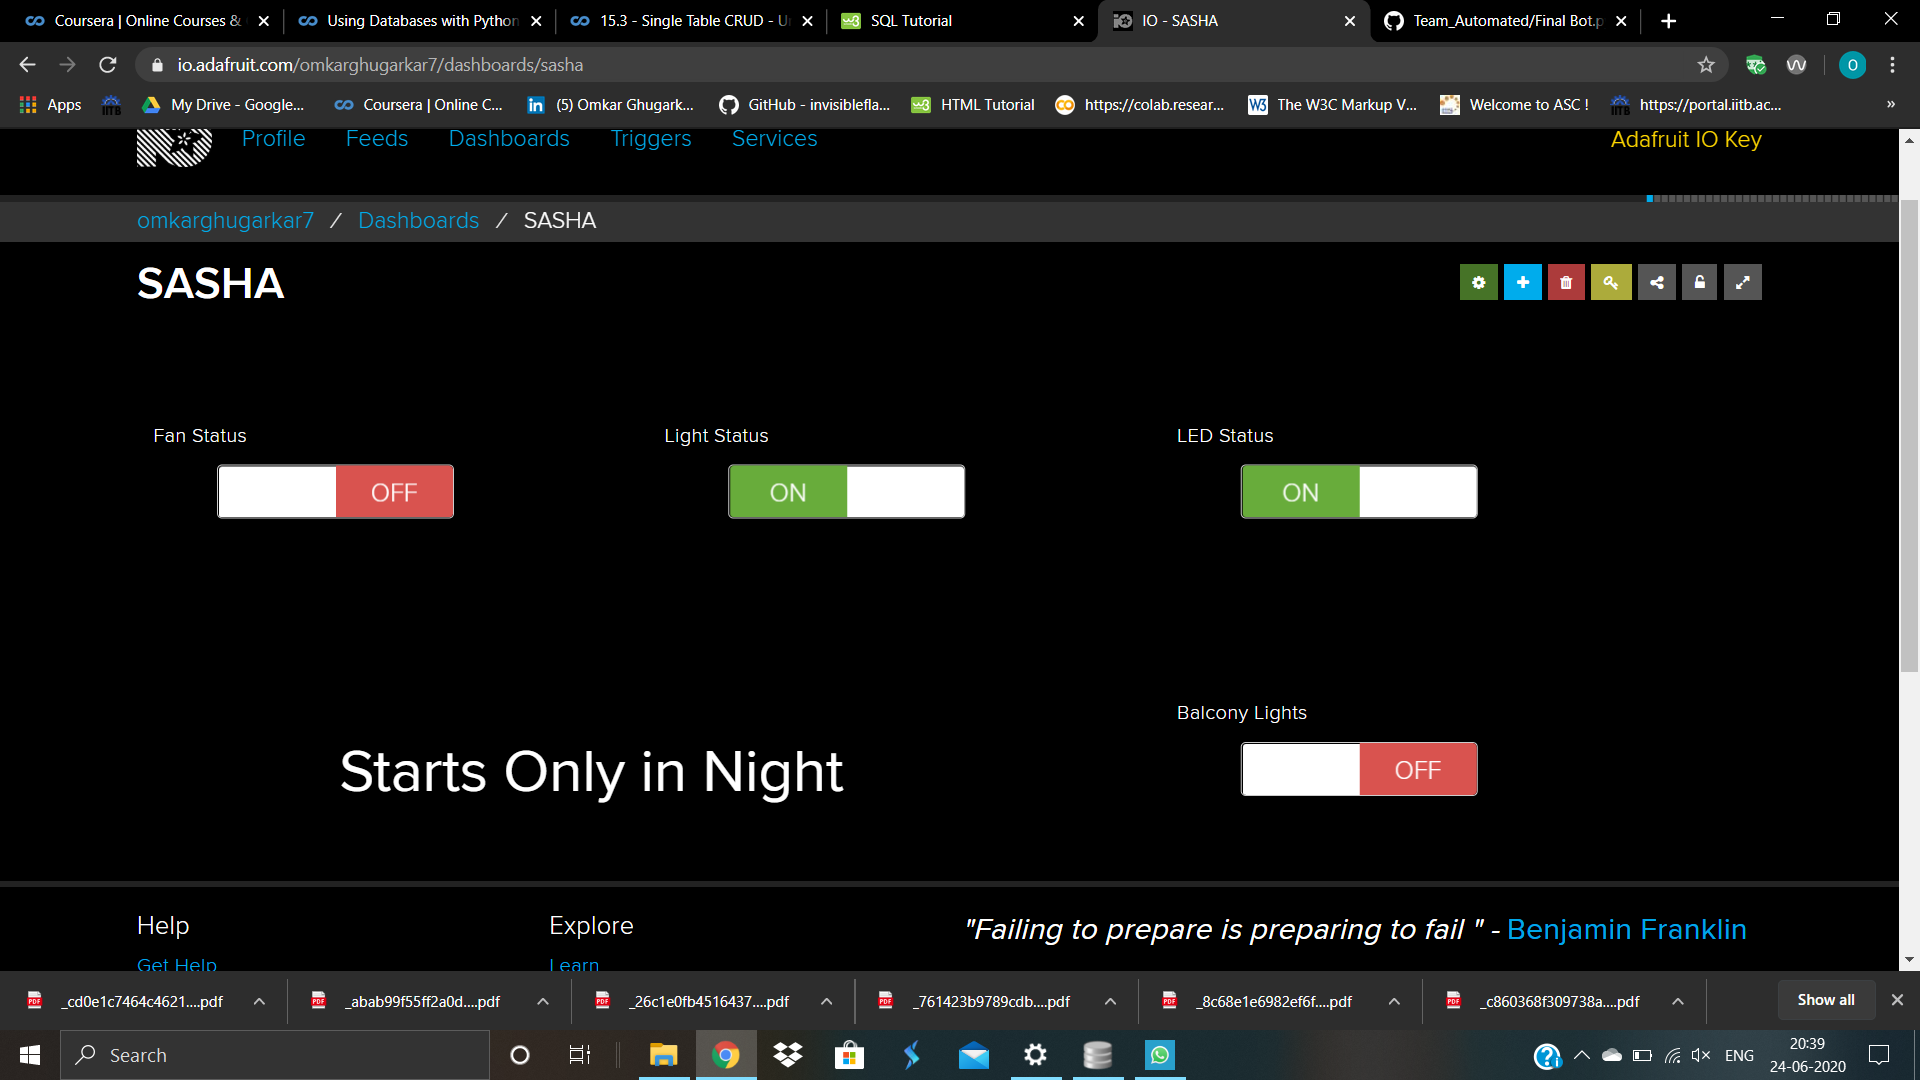 Coursera | Online Courses &
Using Databases with Python
15.3 - Single Table CRUD - U
SQL Tutorial
IO - SASHA
Team_Automated/Final Bot.p
io.adafruit.com/omkarghugarkar7/dashboards/sasha
O
Apps
My Drive - Google...
Coursera | Online C...
(5) Omkar Ghugark...
GitHub - invisiblefla...
HTML Tutorial
https://colab.resear...
The W3C Markup V...
Welcome to ASC !
https://portal.iitb.ac...
»
Profile
Feeds
Dashboards
Triggers
Services
Adafruit IO Key
omkarghugarkar7 / Dashboards / SASHA
SASHA
Fan Status
Light Status
LED Status
OFF
ON
ON
Balcony Lights
Starts Only in Night
OFF
Help
Explore
"Failing to prepare is preparing to fail " - Benjamin Franklin
Get Help
Learn
_cd0e1c7464c4621....pdf
_abab99f55ff2a0d....pdf
_26c1e0fb4516437....pdf
_761423b9789cdb....pdf
_8c68e1e6982ef6f....pdf
_c860368f309738a....pdf
Show all
Search
ENG
20:39
24-06-2020